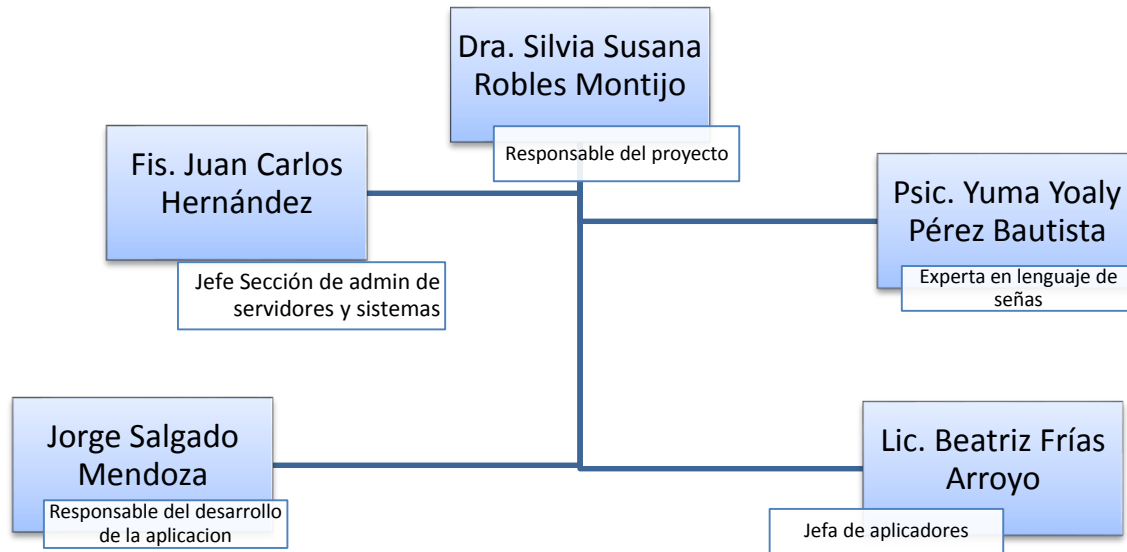 Dra. Silvia Susana
Robles Montijo
Responsable del proyecto
Fis. Juan Carlos
Hernández
Jefe Sección de admin de
servidores y sistemas
Psic. Yuma Yoaly
Pérez Bautista
Experta en lenguaje de
señas
Jorge Salgado
Mendoza
Responsable del desarrollo
de la aplicacion
Lic. Beatriz Frías
Arroyo
Jefa de aplicadores